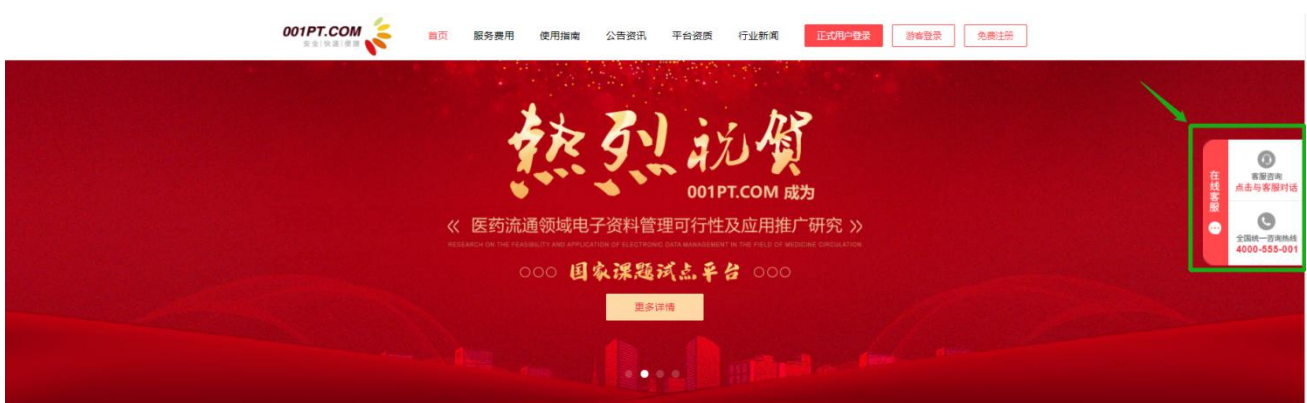 001PT.COM
安全|快速|便捷
首页 服务费用 使用指南 公告资讯 平台资质 行业新闻 正式用户登录 游客登录 免费注册
熱烈祝賀
001PT.COM 成为
《 医药流通领域电子资料管理可行性及应用推广研究 》
RESEARCH ON THE FEASIBILITY AND APPLICATION OF ELECTRONIC DATA MANAGEMENT IN THE FIELD OF MEDICINE CIRCULATION
国家课题试点平台
更多详情
在线客服
客服咨询
点击与客服对话
全国统一咨询热线
4000-555-001